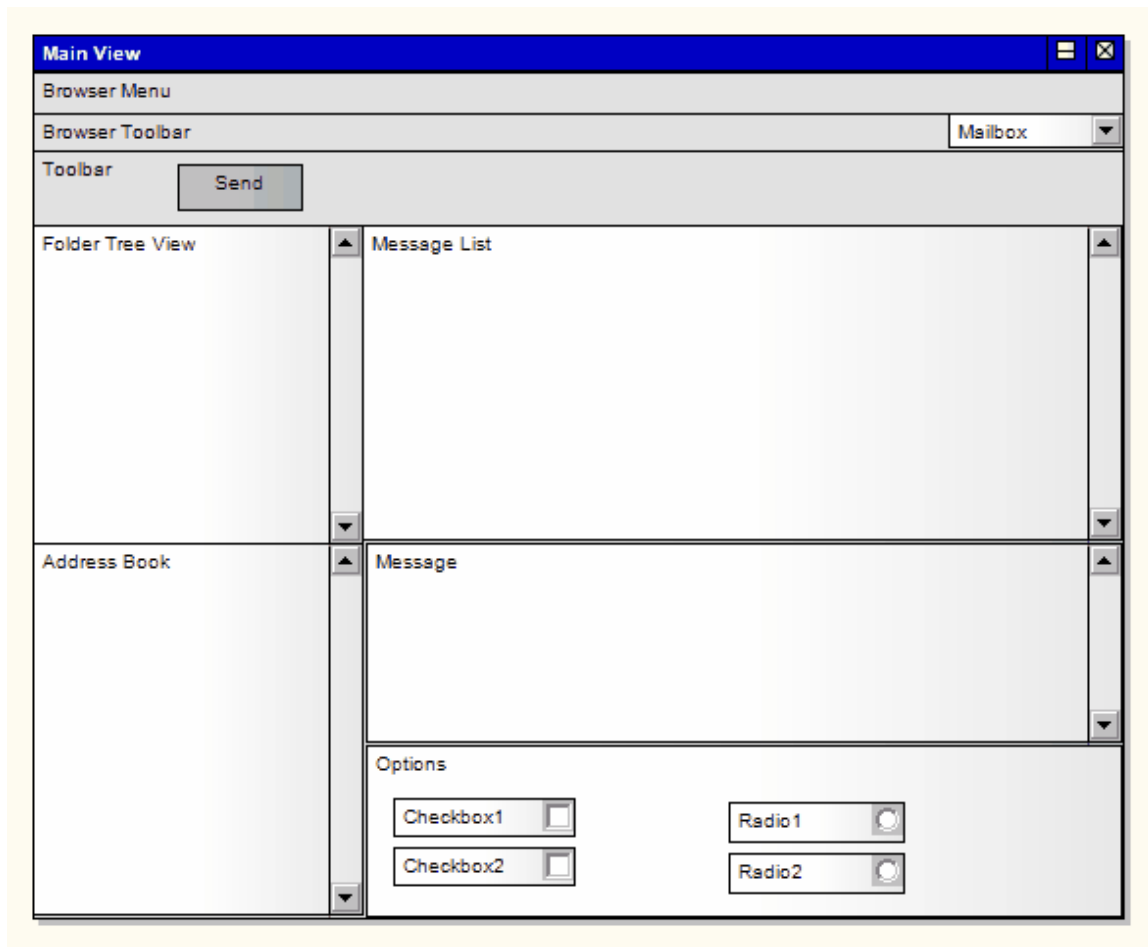 Main View
Browser Menu
Browser Toolbar
Mailbox
Toolbar
Send
Folder Tree View
Message List
Address Book
Message
Options
Checkbox1
Radio1
Checkbox2
Radio2